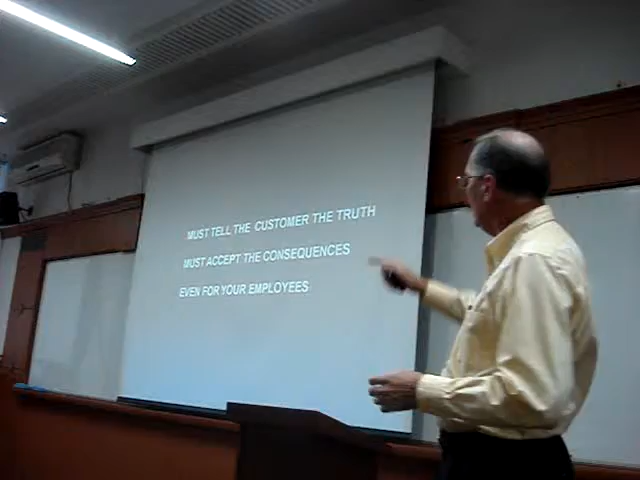 MUST TELL THE CUSTOMER THE TRUTH
MUST ACCEPT THE CONSEQUENCES
EVEN FOR YOUR EMPLOYEES